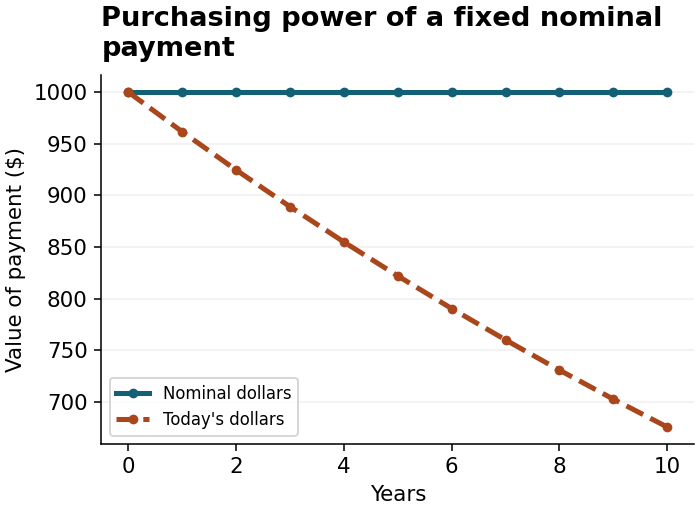 Purchasing power of a fixed nominal
payment
Value of payment ($)
1000
950
900
850
800
750
700
Nominal dollars
Today's dollars
0 2 4 6 8 10
Years